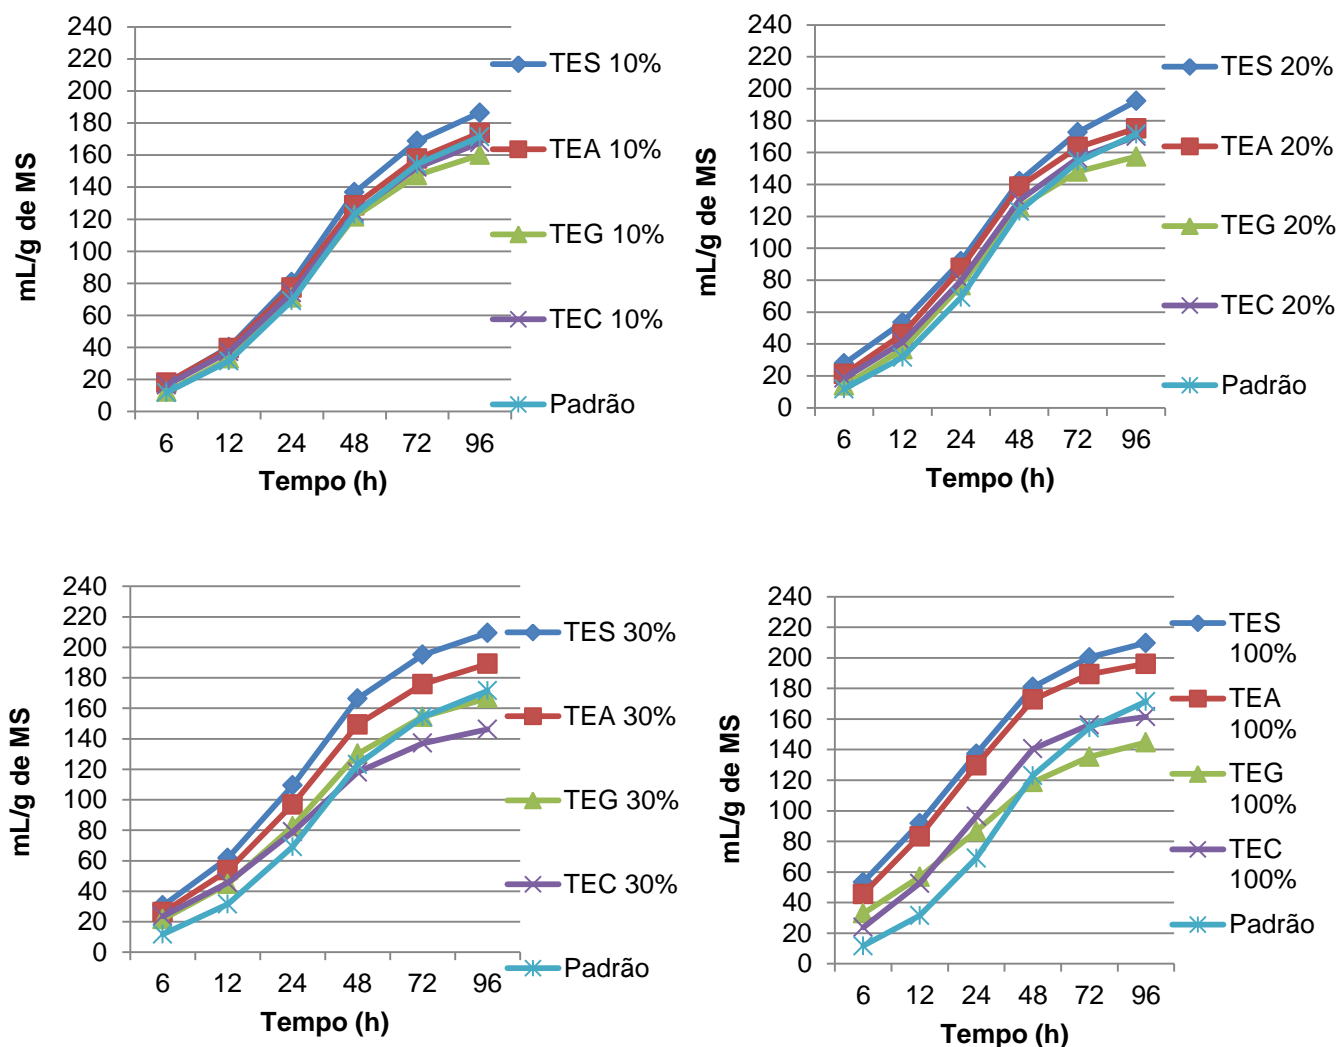 240
220
200
180
160
140
120
100
80
60
40
20
0
mL/g de MS
6 12 24 48 72 96
Tempo (h)
TES 10%
TEA 10%
TEG 10%
TEC 10%
Padrão
240
220
200
180
160
140
120
100
80
60
40
20
0
mL/g de MS
6 12 24 48 72 96
Tempo (h)
TES 20%
TEA 20%
TEG 20%
TEC 20%
Padrão
240
220
200
180
160
140
120
100
80
60
40
20
0
mL/g de MS
6 12 24 48 72 96
Tempo (h)
TES 30%
TEA 30%
TEG 30%
TEC 30%
Padrão
240
220
200
180
160
140
120
100
80
60
40
20
0
mL/g de MS
6 12 24 48 72 96
Tempo (h)
TES
100%
TEA
100%
TEG
100%
TEC
100%
Padrão